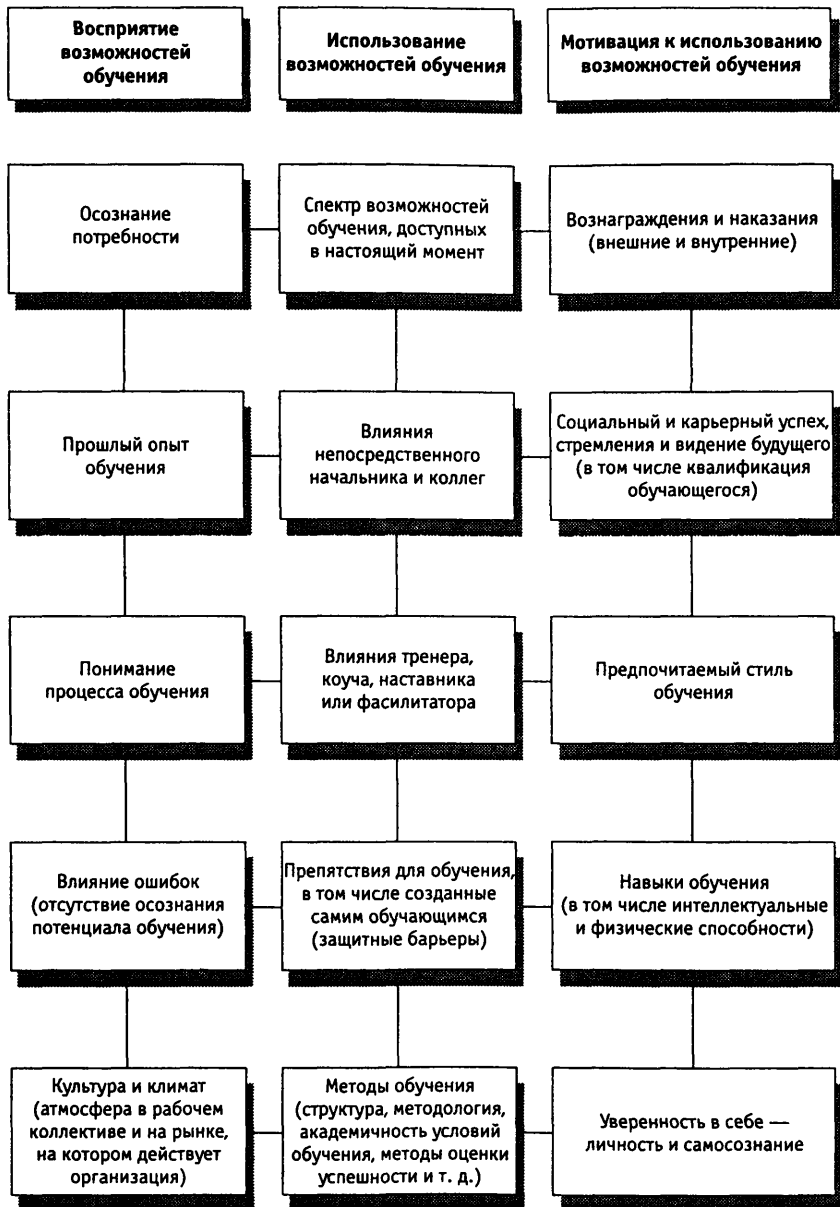 Восприятие
возможностей
обучения
Использование
возможностей обучения
Мотивация к использованию
возможностей обучения
Осознание
потребности
Спектр возможностей
обучения, доступных
в настоящий момент
Вознаграждения и наказания
(внешние и внутренние)
Прошлый опыт
обучения
Влияния
непосредственного
начальника и коллег
Социальный и карьерный успех,
стремления и видение будущего
(в том числе квалификация
обучающегося)
Понимание
процесса обучения
Влияния тренера,
коуча, наставника
или фасилитатора
Предпочитаемый стиль
обучения
Влияние ошибок
(отсутствие осознания
потенциала обучения)
Препятствия для обучения,
в том числе созданные
самим обучающимся
(защитные барьеры)
Навыки обучения
(в том числе интеллектуальные
и физические способности)
Культура и климат
(атмосфера в рабочем
коллективе и на рынке,
на котором действует
организация)
Методы обучения
(структура, методология,
академичность условий
обучения, методы оценки
успешности и т. д.)
Уверенность в себе —
личность и самосознание